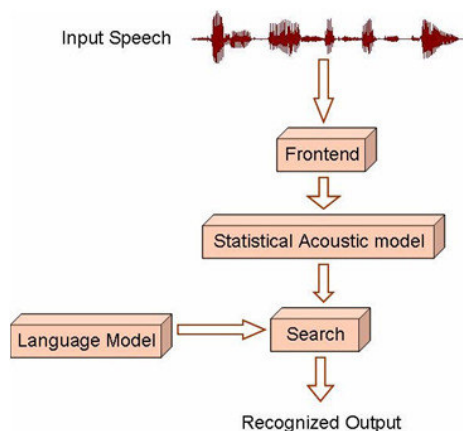 Input Speech
Frontend
Statistical Acoustic model
Language Model
Search
Recognized Output